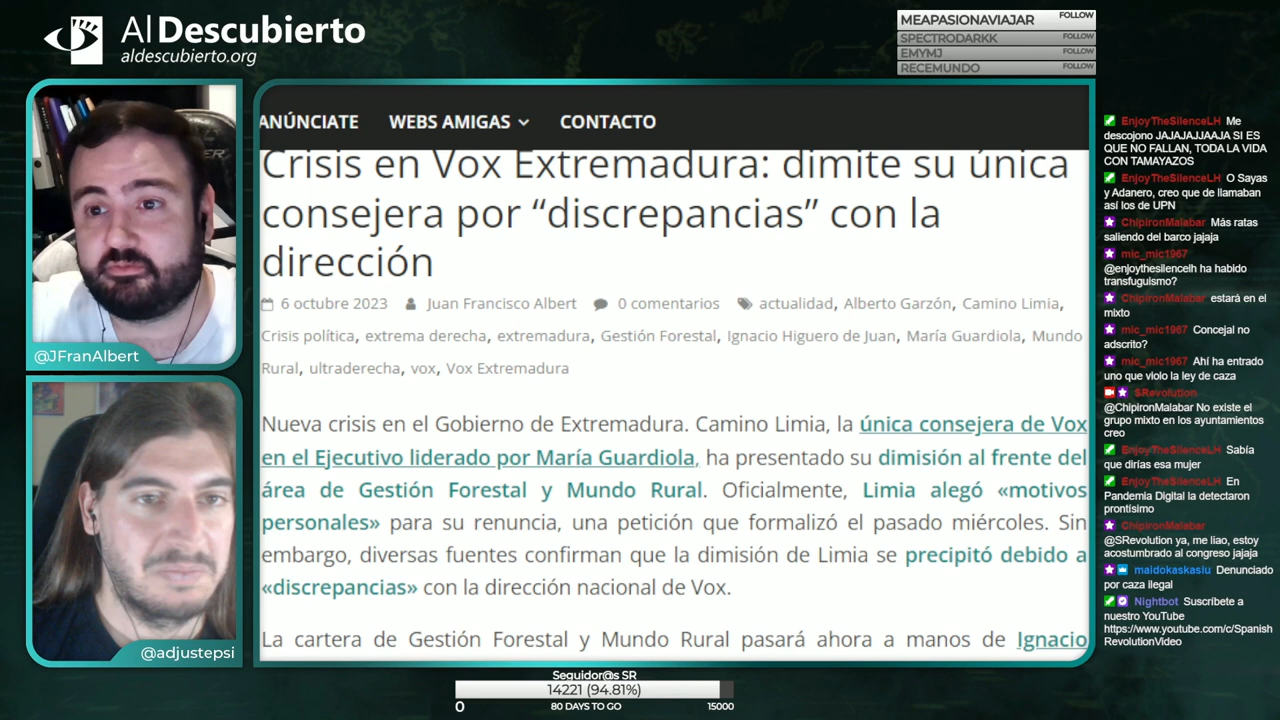 Al Descubierto
aldescubierto.org
MEAPASIONAVIAJAR FOLLOW
SPECTRODARKK FOLLOW
EMYMJ FOLLOW
RECEMUNDO FOLLOW
ANÚNCIATE WEBS AMIGAS CONTACTO
Crisis en Vox Extremadura: dimite su única
consejera por “discrepancias” con la
dirección
6 octubre 2023 Juan Francisco Albert 0 comentarios actualidad, Alberto Garzón, Camino Limia,
Crisis política, extrema derecha, extremadura, Gestión Forestal, Ignacio Higuero de Juan, María Guardiola, Mundo
Rural, ultraderecha, vox, Vox Extremadura
Nueva crisis en el Gobierno de Extremadura. Camino Limia, la única consejera de Vox
en el Ejecutivo liderado por María Guardiola, ha presentado su dimisión al frente del
área de Gestión Forestal y Mundo Rural. Oficialmente, Limia alegó «motivos
personales» para su renuncia, una petición que formalizó el pasado miércoles. Sin
embargo, diversas fuentes confirman que la dimisión de Limia se precipitó debido a
«discrepancias» con la dirección nacional de Vox.
La cartera de Gestión Forestal y Mundo Rural pasará ahora a manos de Ignacio
@JFranAlbert
@adjustepsi
EnjoyTheSilenceLH Me
descojono JAJAJAJJAAJA SI ES
QUE NO FALLAN, TODA LA VIDA
CON TAMAYAZOS
EnjoyTheSilenceLH O Sayas
y Adanero, creo que de llamaban
así los de UPN
ChipironMalabar Más ratas
saliendo del barco jajaja
mic_mic1967
@enjoythesilencelh ha habido
transfuguismo?
ChipironMalabar estará en el
mixto
mic_mic1967 Concejal no
adscrito?
mic_mic1967 Ahí ha entrado
uno que violo la ley de caza
SRevolution
@ChipironMalabar No existe el
grupo mixto en los ayuntamientos
creo
EnjoyTheSilenceLH Sabía
que dirías esa mujer
EnjoyTheSilenceLH En
Pandemia Digital la detectaron
prontísimo
ChipironMalabar
@SRevolution ya, me liao, estoy
acostumbrado al congreso jajaja
maidokaskasiu Denunciado
por caza ilegal
Nightbot Suscríbete a
nuestro YouTube
https://www.youtube.com/c/Spanish
RevolutionVideo
Seguidor@s SR
14221 (94.81%)
0 80 DAYS TO GO 15000